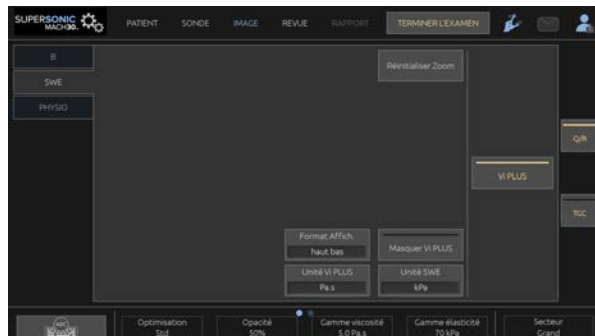 SUPERSONIC
MACH30.
PATIENT
SONDE
IMAGE
REVUE
RAPPORT
TERMINER L'EXAMEN
B
SWE
PHYSIO
Réinitialiser Zoom
Q/R
Vi PLUS
TGC
Format Affich.
haut bas
Masquer Vi PLUS
Unité Vi PLUS
Pa.s
Unité SWE
kPa
Optimisation
Std
Opacité
50%
Gamme viscosité
5.0 Pa.s
Gamme élasticité
70 kPa
Secteur
Grand